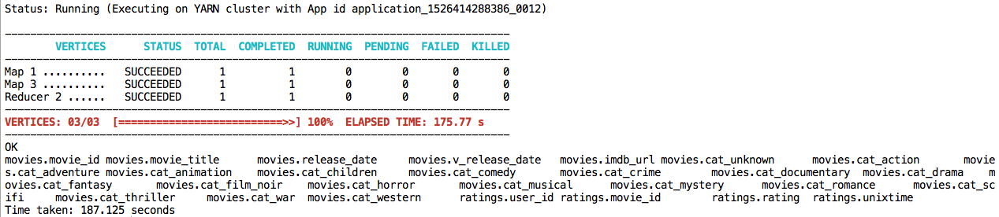 Status: Running (Executing on YARN cluster with App id application_1526414288386_0012)
--------------------------------------------------------------------------------
        VERTICES      STATUS  TOTAL  COMPLETED  RUNNING  PENDING  FAILED  KILLED
--------------------------------------------------------------------------------
Map 1 ..........   SUCCEEDED      1          1        0        0       0       0
Map 3 ..........   SUCCEEDED      1          1        0        0       0       0
Reducer 2 ......   SUCCEEDED      1          1        0        0       0       0
--------------------------------------------------------------------------------
VERTICES: 03/03  [==========================>>] 100%  ELAPSED TIME: 175.77 s
--------------------------------------------------------------------------------
OK
movies.movie_id movies.movie_title      movies.release_date     movies.v_release_date   movies.imdb_url movies.cat_unknown      movies.cat_action       movie
s.cat_adventure movies.cat_animation    movies.cat_children     movies.cat_comedy       movies.cat_crime        movies.cat_documentary  movies.cat_drama    m
ovies.cat_fantasy       movies.cat_film_noir    movies.cat_horror       movies.cat_musical      movies.cat_mystery      movies.cat_romance      movies.cat_sc
ifi     movies.cat_thriller     movies.cat_war  movies.cat_western      ratings.user_id ratings.movie_id        ratings.rating  ratings.unixtime
Time taken: 187.125 seconds